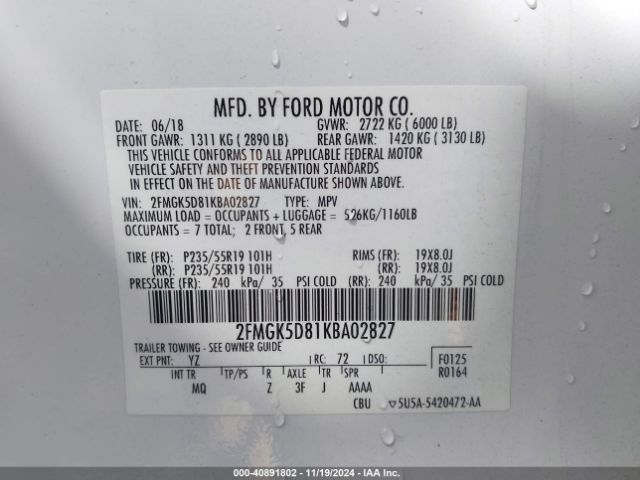 MFD. BY FORD MOTOR CO.
DATE: 06/18 GVWR: 2722 KG ( 6000 LB)
FRONT GAWR: 1311 KG ( 2890 LB) REAR GAWR: 1420 KG ( 3130 LB)
THIS VEHICLE CONFORMS TO ALL APPLICABLE FEDERAL MOTOR
VEHICLE SAFETY AND THEFT PREVENTION STANDARDS
IN EFFECT ON THE DATE OF MANUFACTURE SHOWN ABOVE.
VIN: 2FMGK5D81KBA02827 TYPE: MPV
MAXIMUM LOAD = OCCUPANTS + LUGGAGE = 526KG/1160LB
OCCUPANTS = 7 TOTAL; 2 FRONT, 5 REAR
TIRE (FR): P235/55R19 101H RIMS (FR): 19X8.0J
(RR): P235/55R19 101H (RR): 19X8.0J
PRESSURE (FR): 240 kPa/ 35 PSI COLD (RR): 240 kPa/ 35 PSI COLD
2FMGK5D81KBA02827
TRAILER TOWING - SEE OWNER GUIDE
EXT PNT: YZ RC: 72 DSO: F0125
INT TR TP/PS R AXLE TR SPR R0164
MQ Z 3F J AAAA
CBU ▽5U5A-5420472-AA
STOCK #: 40891802 - 11/19/2024 - IAA Inc.